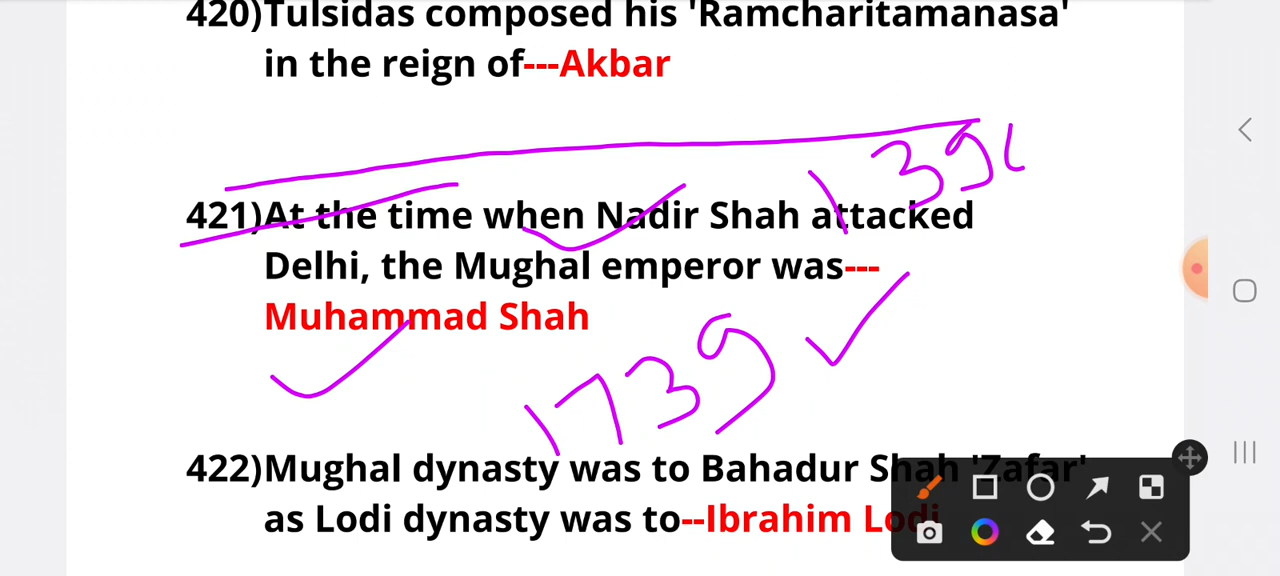 420)Tulsidas composed his 'Ramcharitamanasa'
in the reign of---Akbar
139
421)At the time when Nadir Shah attacked
Delhi, the Mughal emperor was---
Muhammad Shah
1739
422)Mughal dynasty was to Bahadur Shah 'Zafar'
as Lodi dynasty was to--Ibrahim Lodi